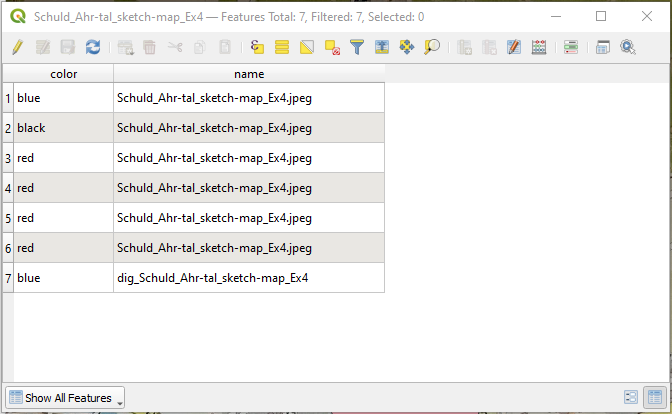 Schuld_Ahr-tal_sketch-map_Ex4 — Features Total: 7, Filtered: 7, Selected: 0
color name
1 blue Schuld_Ahr-tal_sketch-map_Ex4.jpeg
2 black Schuld_Ahr-tal_sketch-map_Ex4.jpeg
3 red Schuld_Ahr-tal_sketch-map_Ex4.jpeg
4 red Schuld_Ahr-tal_sketch-map_Ex4.jpeg
5 red Schuld_Ahr-tal_sketch-map_Ex4.jpeg
6 red Schuld_Ahr-tal_sketch-map_Ex4.jpeg
7 blue dig_Schuld_Ahr-tal_sketch-map_Ex4
Show All Features